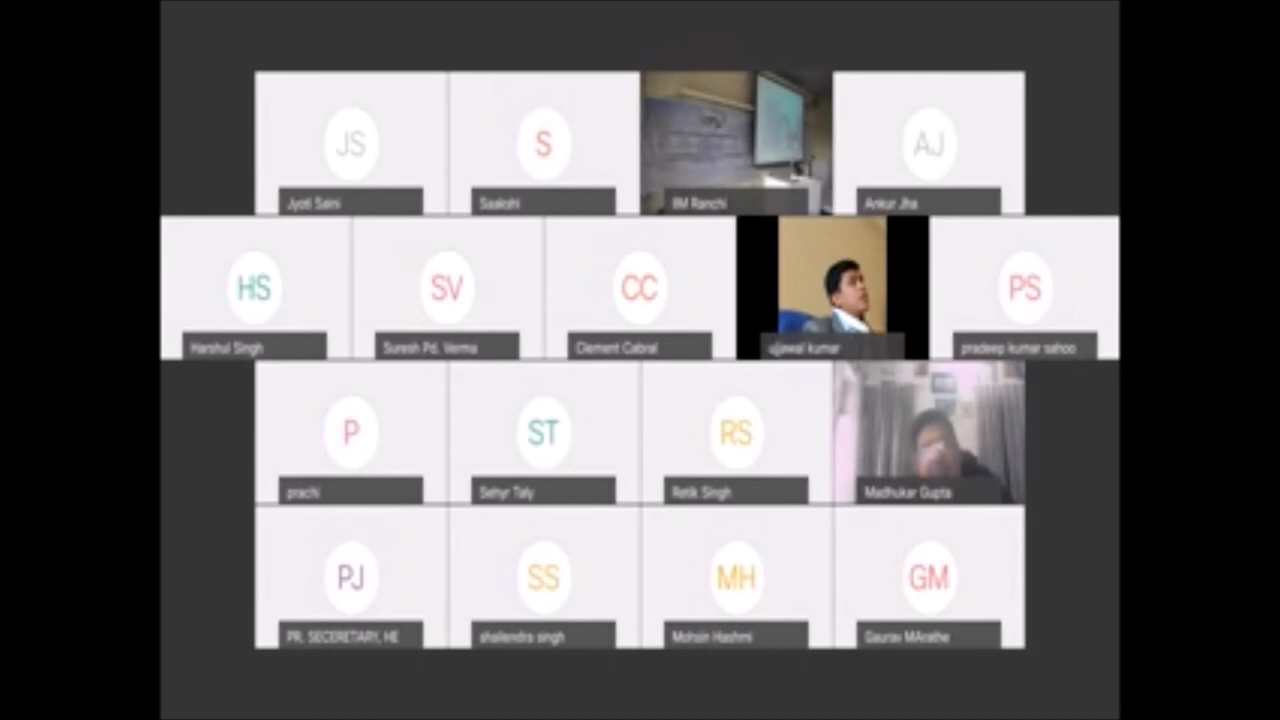 JS
Jyoti Saini
S
Saakshi
IIM Ranchi
AJ
Ankur Jha
HS
Harshul Singh
SV
Suresh Pd. Verma
CC
Clement Cabral
ujjawal kumar
PS
pradeep kumar sahoo
P
prachi
ST
Sehyr Taly
RS
Retik Singh
Madhukar Gupta
PJ
PR. SECERETARY, HE
SS
shailendra singh
MH
Mohsin Hashmi
GM
Gaurav MArathe